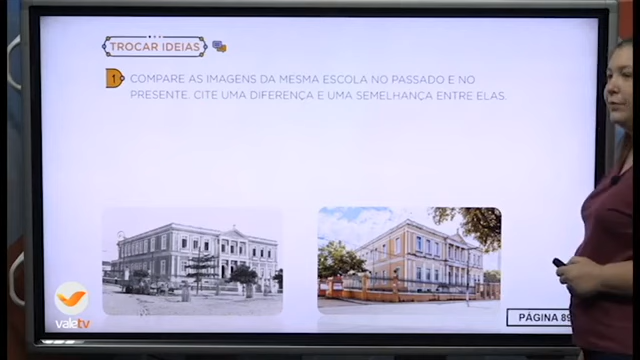 TROCAR IDEIAS
1 COMPARE AS IMAGENS DA MESMA ESCOLA NO PASSADO E NO
PRESENTE. CITE UMA DIFERENÇA E UMA SEMELHANÇA ENTRE ELAS.
valetv
PÁGINA 89